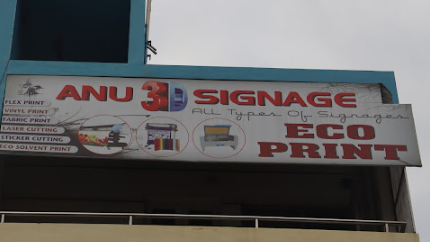 ANU 3D SIGNAGE
All Types Of Signages
FLEX PRINT
VINYL PRINT
FABRIC PRINT
LASER CUTTING
STICKER CUTTING
ECO SOLVENT PRINT
ECO
PRINT